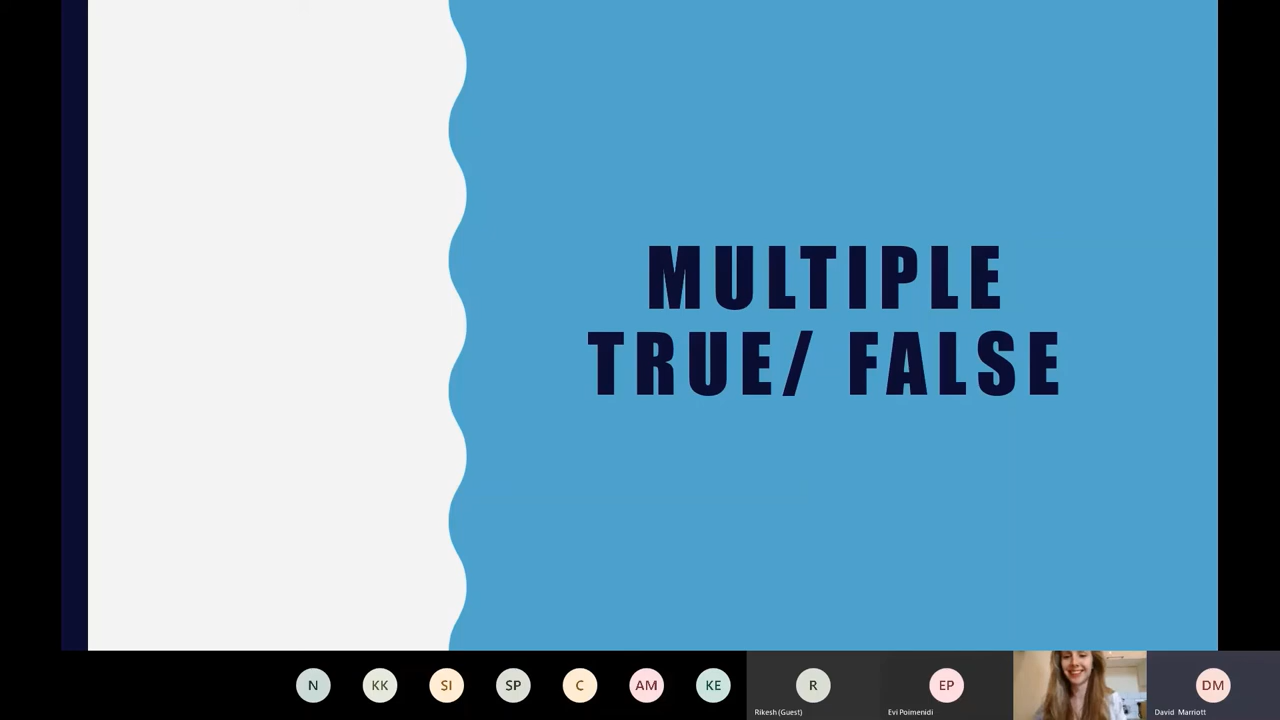 MULTIPLE
TRUE/ FALSE
N
KK
SI
SP
C
AM
KE
R
EP
DM
Rikesh (Guest)
Evi Poimenidi
David Marriott